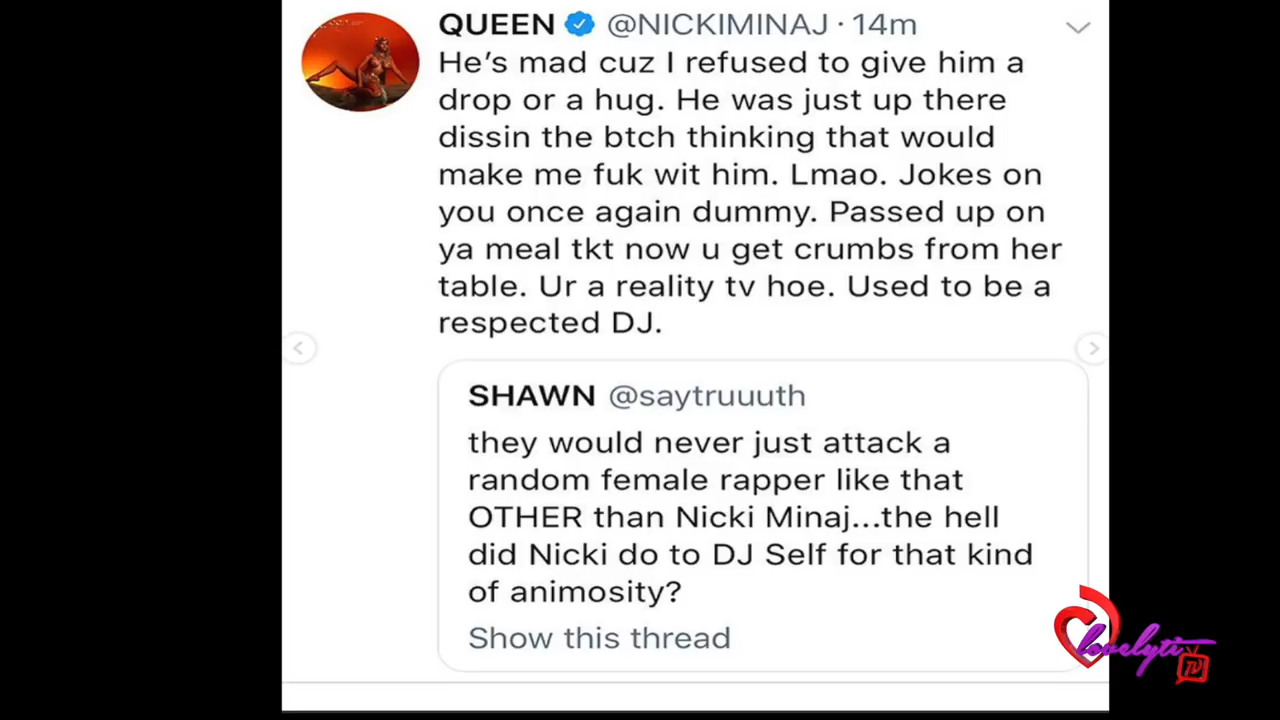 QUEEN @NICKIMINAJ · 14m
He's mad cuz I refused to give him a
drop or a hug. He was just up there
dissin the btch thinking that would
make me fuk wit him. Lmao. Jokes on
you once again dummy. Passed up on
ya meal tkt now u get crumbs from her
table. Ur a reality tv hoe. Used to be a
respected DJ.
SHAWN @saytruuuth
they would never just attack a
random female rapper like that
OTHER than Nicki Minaj...the hell
did Nicki do to DJ Self for that kind
of animosity?
Show this thread
lovelyti
TV